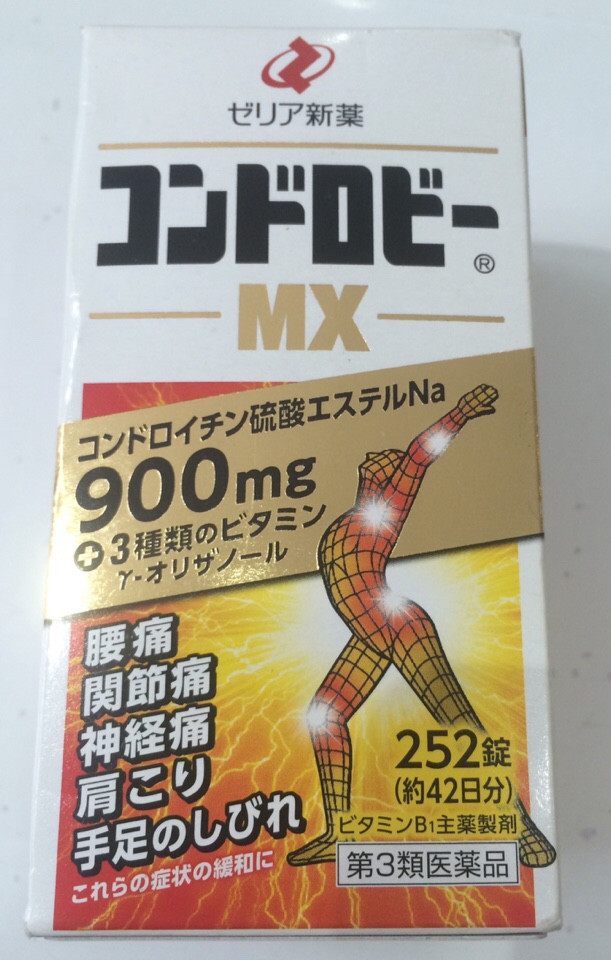 ゼリア新薬
コンドロビー®
MX
コンドロイチン硫酸エステルNa
900mg
+3種類のビタミン
γ-オリザノール
腰痛
関節痛
神経痛
肩こり
手足のしびれ
これらの症状の緩和に
252錠
(約42日分)
ビタミンB₁主薬製剤
第3類医薬品